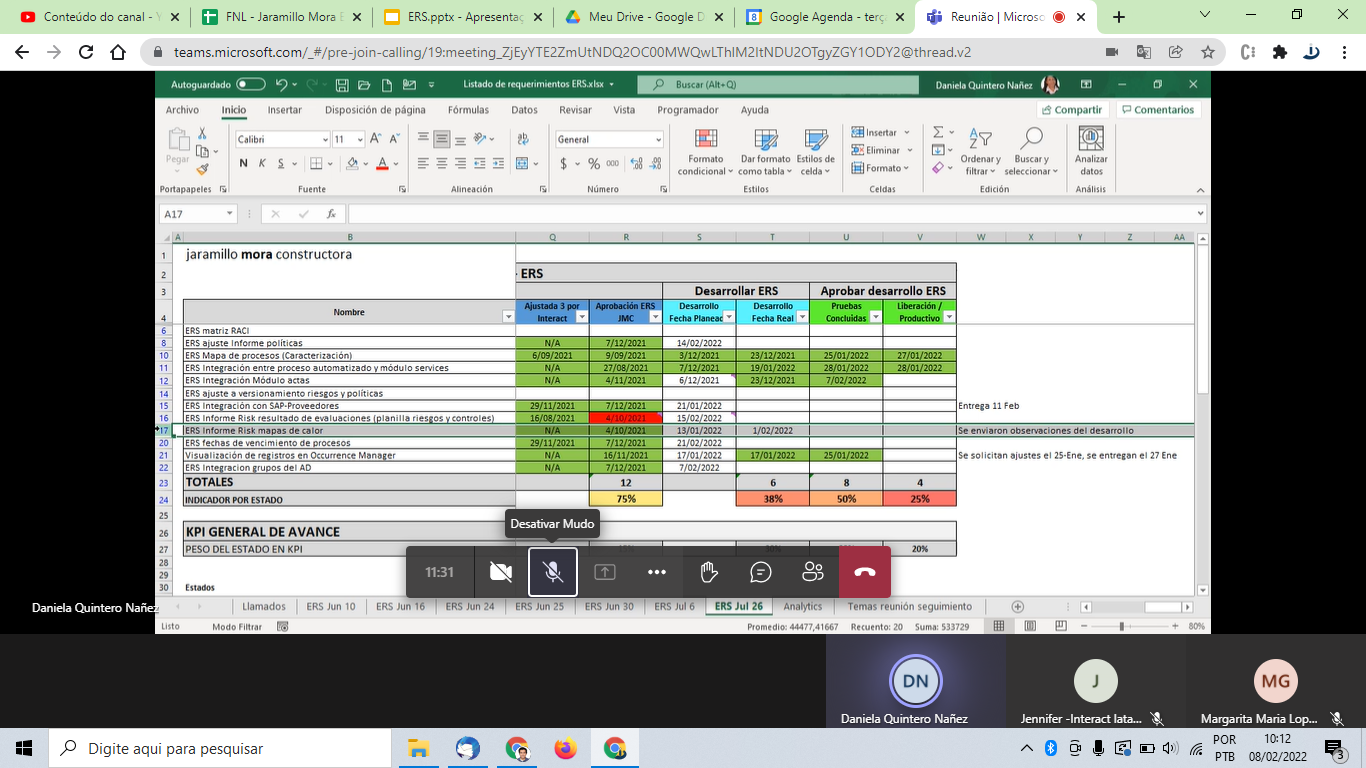 Conteúdo do canal - Y
FNL - Jaramillo Mora E
ERS.pptx - Apresentaç
Meu Drive - Google D
Google Agenda - terç
Reunião | Micros
teams.microsoft.com/_#/pre-join-calling/19:meeting_ZjEyYTE2ZmUtNDQ2OC00MWQwLThlM2ItNDU2OTgyZGY1ODY2@thread.v2
Autoguardado
Listado de requerimientos ERS.xlsx
Buscar (Alt+Q)
Daniela Quintero Nañez
Archivo Inicio Insertar Disposición de página Fórmulas Datos Revisar Vista Programador Ayuda
Compartir Comentarios
Pegar
Calibri 11
N K S
General
$ % 000
Formato condicional
Dar formato como tabla
Estilos de celda
Insertar
Eliminar
Formato
Ordenar y filtrar
Buscar y seleccionar
Analizar datos
Portapapeles Fuente Alineación Número Estilos Celdas Edición Análisis
A17 fx
A B Q R S T U V W X Y Z AA
1 jaramillo mora constructora
2 - ERS
3 Desarrollar ERS Aprobar desarrollo ERS
4 Nombre Ajustada 3 por Interact Aprobación ERS JMC Desarrollo Fecha Planead Desarrollo Fecha Real Pruebas Concluidas Liberación / Productivo
6 ERS matriz RACI
8 ERS ajuste Informe políticas N/A 7/12/2021 14/02/2022
10 ERS Mapa de procesos (Caracterización) 6/09/2021 9/09/2021 3/12/2021 23/12/2021 25/01/2022 27/01/2022
11 ERS Integración entre proceso automatizado y módulo services N/A 27/08/2021 7/12/2021 19/01/2022 28/01/2022 28/01/2022
12 ERS Integración Módulo actas N/A 4/11/2021 6/12/2021 23/12/2021 7/02/2022
14 ERS ajuste a versionamiento riesgos y políticas
15 ERS Integración con SAP-Proveedores 29/11/2021 7/12/2021 21/01/2022 Entrega 11 Feb
16 ERS Informe Risk resultado de evaluaciones (planilla riesgos y controles) 16/08/2021 4/10/2021 15/02/2022
17 ERS Informe Risk mapas de calor N/A 4/10/2021 13/01/2022 1/02/2022 Se enviaron observaciones del desarrollo
20 ERS fechas de vencimiento de procesos 29/11/2021 7/12/2021 21/02/2022
21 Visualización de registros en Occurrence Manager N/A 16/11/2021 17/01/2022 17/01/2022 25/01/2022 Se solicitan ajustes el 25-Ene, se entregan el 27 Ene
22 ERS Integracion grupos del AD N/A 7/12/2021 7/02/2022
23 TOTALES 12 6 8 4
24 INDICADOR POR ESTADO 75% 38% 50% 25%
25
Desativar Mudo
26 KPI GENERAL DE AVANCE
27 PESO DEL ESTADO EN KPI 20%
28
29
30 Estados
11:31
Daniela Quintero Nañez
Llamados ERS Jun 10 ERS Jun 16 ERS Jun 24 ERS Jun 25 ERS Jun 30 ERS Jul 6 ERS Jul 26 Analytics Temas reunión seguimiento
Listo Modo Filtrar Promedio: 44477,41667 Recuento: 20 Suma: 533729 80%
DN
J
MG
Daniela Quintero Nañez
Jennifer -Interact lata...
Margarita Maria Lop...
Digite aqui para pesquisar
POR
PTB
10:12
08/02/2022
3